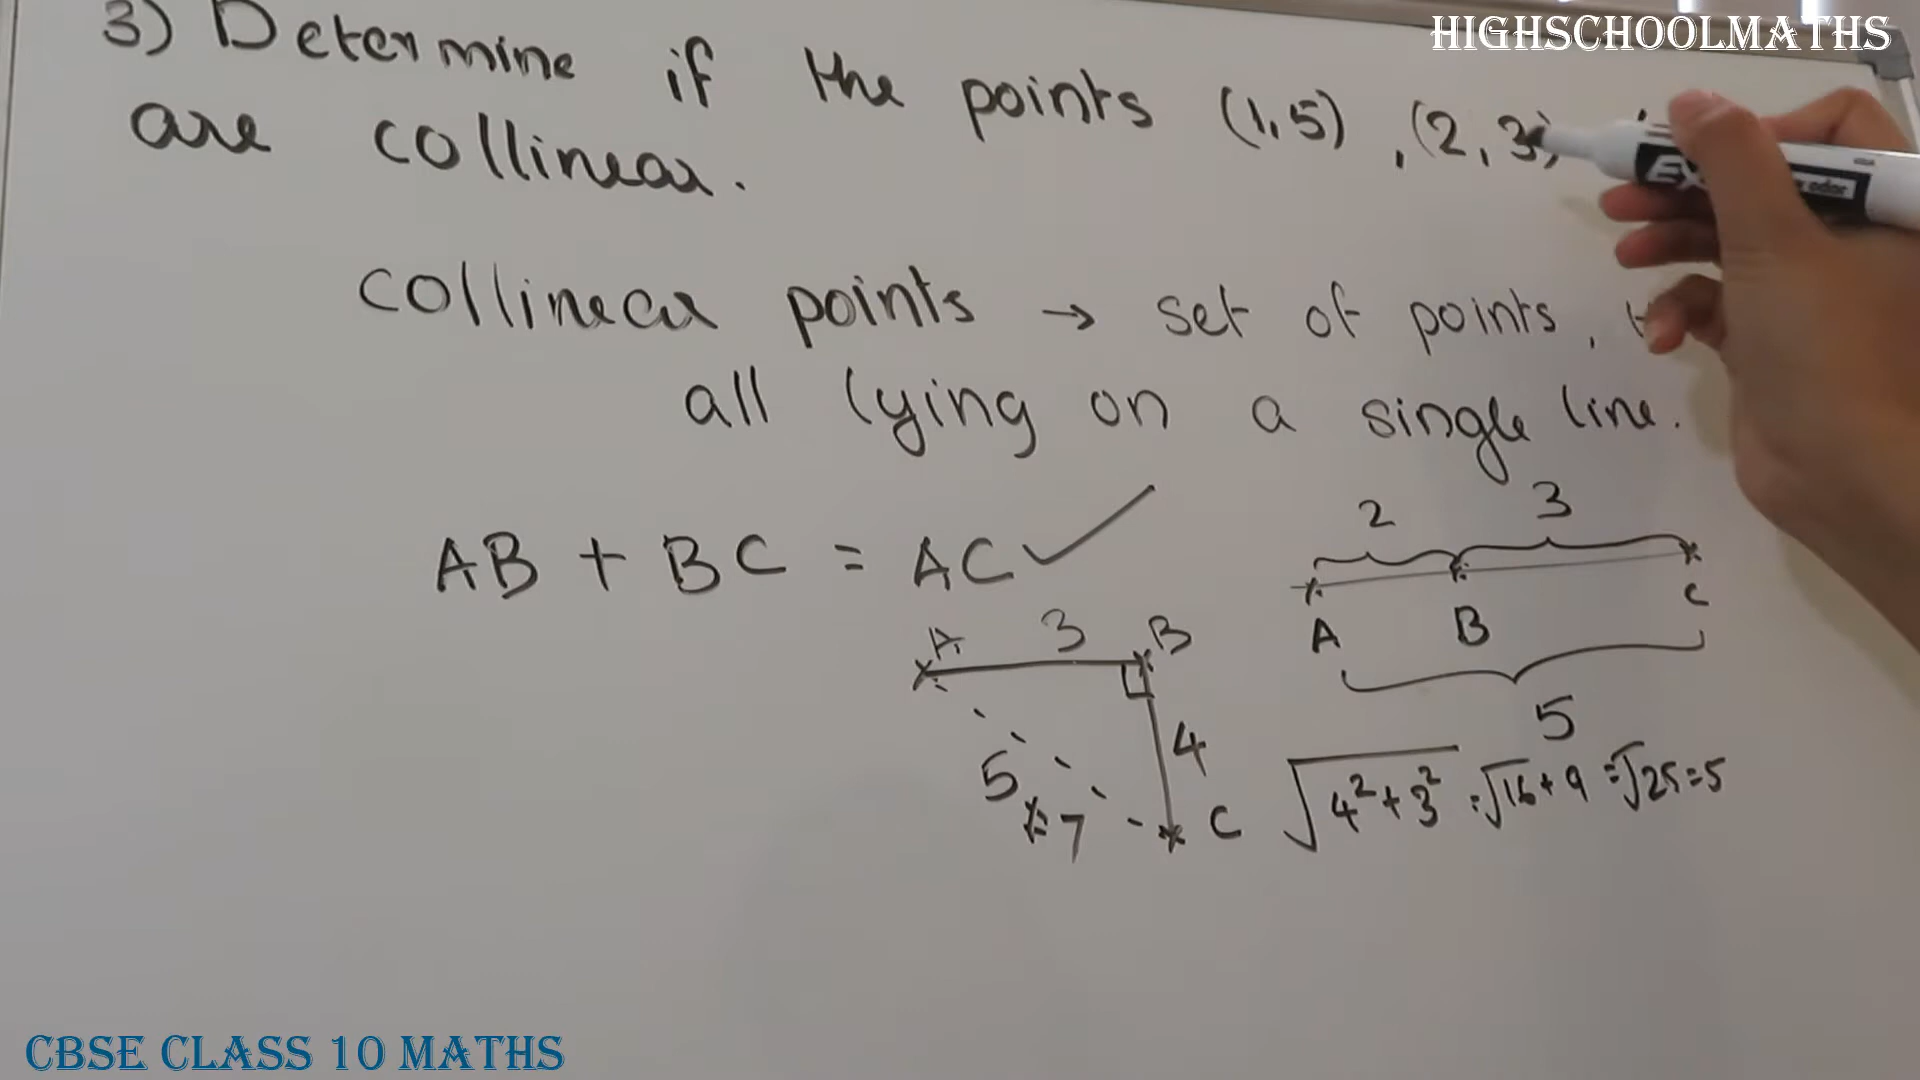 HIGHSCHOOLMATHS
3) Determine if the points (1,5) , (2, 3)
are collinear.
collinear points → set of points,
all lying on a single line.
AB + BC = AC ✓
2 3
A B C
5
A 3 B
4
5
7 C
√4²+3² = √16+9 = √25 = 5
CBSE CLASS 10 MATHS